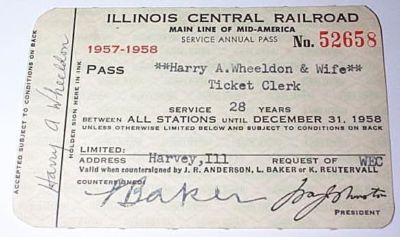 ILLINOIS CENTRAL RAILROAD
MAIN LINE OF MID-AMERICA
SERVICE ANNUAL PASS
1957-1958
No. 52658
PASS **Harry A.Wheeldon & Wife*
Ticket Clerk
SERVICE 28 YEARS
BETWEEN ALL STATIONS UNTIL DECEMBER 31, 1958
UNLESS OTHERWISE LIMITED BELOW AND SUBJECT TO CONDITIONS ON BACK
LIMITED:
ADDRESS Harvey,Ill REQUEST OF WEC
Valid when countersigned by J. R. ANDERSON, L. BAKER or K. REUTERVALL
COUNTERSIGNED:
Baker
PRESIDENT
ACCEPTED SUBJECT TO CONDITIONS ON BACK
Harry A Wheeldon
HOLDER SIGN HERE IN INK